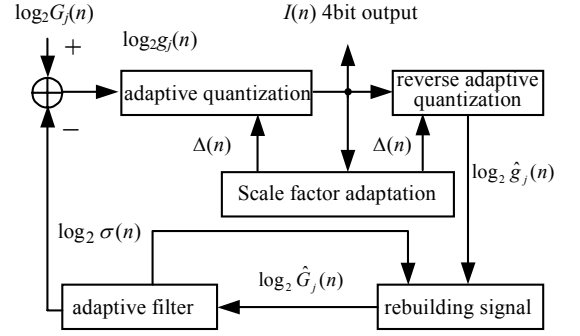 log₂Gⱼ(n)
I(n) 4bit output
+
log₂gⱼ(n)
adaptive quantization
reverse adaptive
quantization
−
Δ(n)
Δ(n)
Scale factor adaptation
log₂ ĝⱼ(n)
log₂ σ(n)
log₂ Ĝⱼ(n)
adaptive filter
rebuilding signal